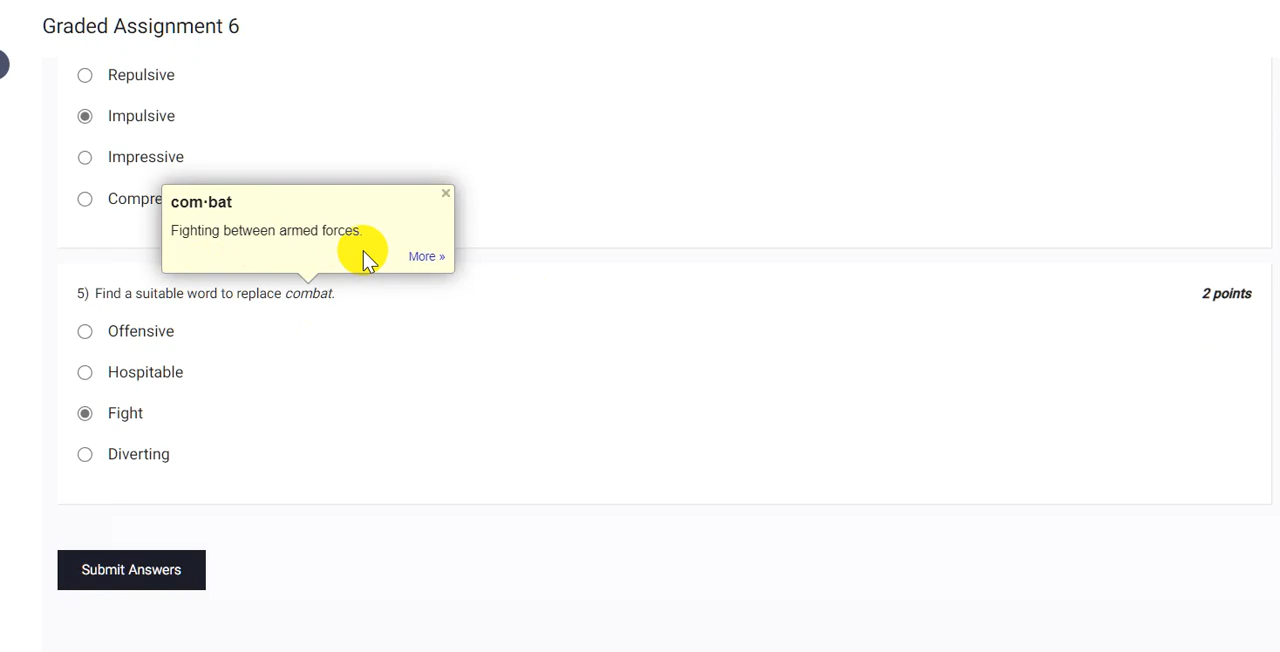 Graded Assignment 6
Repulsive
Impulsive
Impressive
Compre
com·bat
×
Fighting between armed forces.
More »
5) Find a suitable word to replace combat.
2 points
Offensive
Hospitable
Fight
Diverting
Submit Answers